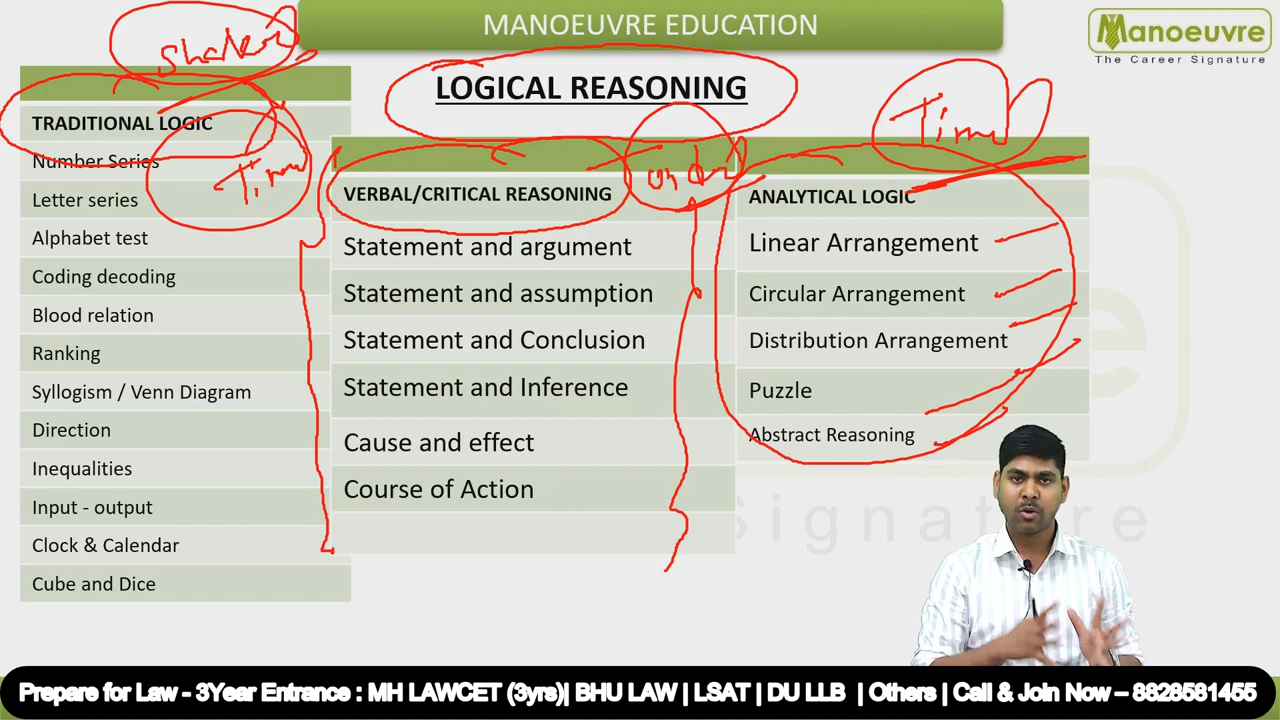 MANOEUVRE EDUCATION
Manoeuvre
The Career Signature
LOGICAL REASONING
TRADITIONAL LOGIC
Number Series
Letter series
Alphabet test
Coding decoding
Blood relation
Ranking
Syllogism / Venn Diagram
Direction
Inequalities
Input - output
Clock & Calendar
Cube and Dice
VERBAL/CRITICAL REASONING
Statement and argument
Statement and assumption
Statement and Conclusion
Statement and Inference
Cause and effect
Course of Action
ANALYTICAL LOGIC
Linear Arrangement
Circular Arrangement
Distribution Arrangement
Puzzle
Abstract Reasoning
Signature
Prepare for Law - 3Year Entrance : MH LAWCET (3yrs)| BHU LAW | LSAT | DU LLB | Others | Call & Join Now – 8828581455